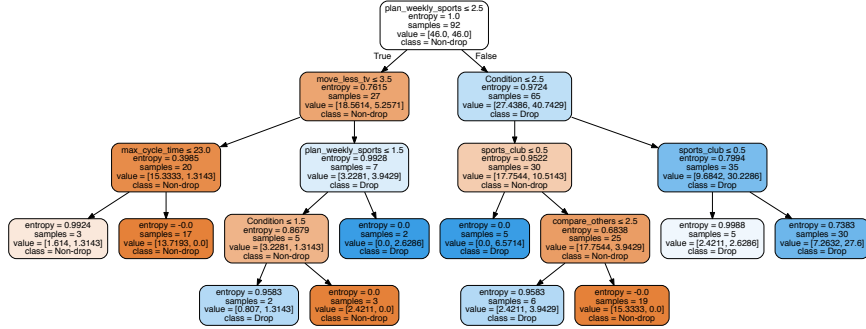 plan_weekly_sports ≤ 2.5
entropy = 1.0
samples = 92
value = [46.0, 46.0]
class = Non-drop
True
False
move_less_tv ≤ 3.5
entropy = 0.7615
samples = 27
value = [18.5614, 5.2571]
class = Non-drop
Condition ≤ 2.5
entropy = 0.9724
samples = 65
value = [27.4386, 40.7429]
class = Drop
max_cycle_time ≤ 23.0
entropy = 0.3985
samples = 20
value = [15.3333, 1.3143]
class = Non-drop
plan_weekly_sports ≤ 1.5
entropy = 0.9928
samples = 7
value = [3.2281, 3.9429]
class = Drop
sports_club ≤ 0.5
entropy = 0.9522
samples = 30
value = [17.7544, 10.5143]
class = Non-drop
sports_club ≤ 0.5
entropy = 0.7994
samples = 35
value = [9.6842, 30.2286]
class = Drop
entropy = 0.9924
samples = 3
value = [1.614, 1.3143]
class = Non-drop
entropy = -0.0
samples = 17
value = [13.7193, 0.0]
class = Non-drop
Condition ≤ 1.5
entropy = 0.8679
samples = 5
value = [3.2281, 1.3143]
class = Non-drop
entropy = 0.0
samples = 2
value = [0.0, 2.6286]
class = Drop
entropy = 0.0
samples = 5
value = [0.0, 6.5714]
class = Drop
compare_others ≤ 2.5
entropy = 0.6838
samples = 25
value = [17.7544, 3.9429]
class = Non-drop
entropy = 0.9988
samples = 5
value = [2.4211, 2.6286]
class = Drop
entropy = 0.7383
samples = 30
value = [7.2632, 27.6]
class = Drop
entropy = 0.9583
samples = 2
value = [0.807, 1.3143]
class = Drop
entropy = 0.0
samples = 3
value = [2.4211, 0.0]
class = Non-drop
entropy = 0.9583
samples = 6
value = [2.4211, 3.9429]
class = Drop
entropy = -0.0
samples = 19
value = [15.3333, 0.0]
class = Non-drop